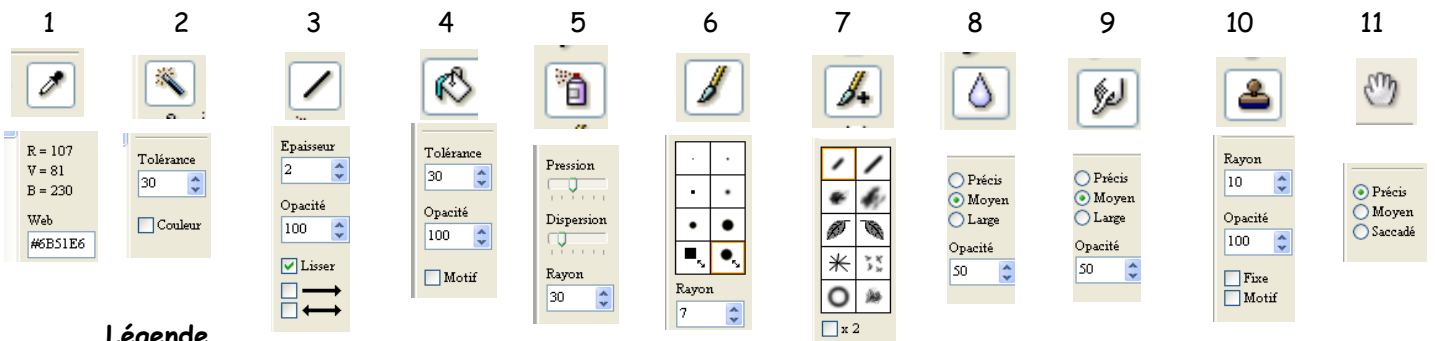 1 2 3 4 5 6 7 8 9 10 11
R = 107
V = 81
B = 230
Web
#6B51E6
Tolérance
30
Couleur
Epaisseur
2
Opacité
100
Lisser
Tolérance
30
Opacité
100
Motif
Pression
Dispersion
Rayon
30
Rayon
7
x 2
Précis
Moyen
Large
Opacité
50
Précis
Moyen
Large
Opacité
50
Rayon
10
Opacité
100
Fixe
Motif
Précis
Moyen
Saccadé
Légende